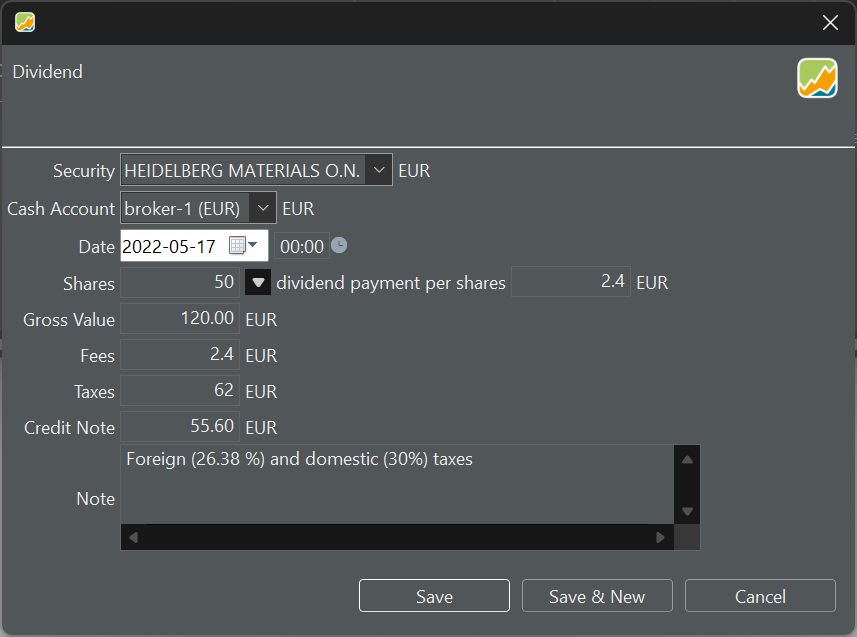 Dividend
Security HEIDELBERG MATERIALS O.N. EUR
Cash Account broker-1 (EUR) EUR
Date 2022-05-17 00:00
Shares 50 dividend payment per shares 2.4 EUR
Gross Value 120.00 EUR
Fees 2.4 EUR
Taxes 62 EUR
Credit Note 55.60 EUR
Foreign (26.38 %) and domestic (30%) taxes
Note
Save Save & New Cancel